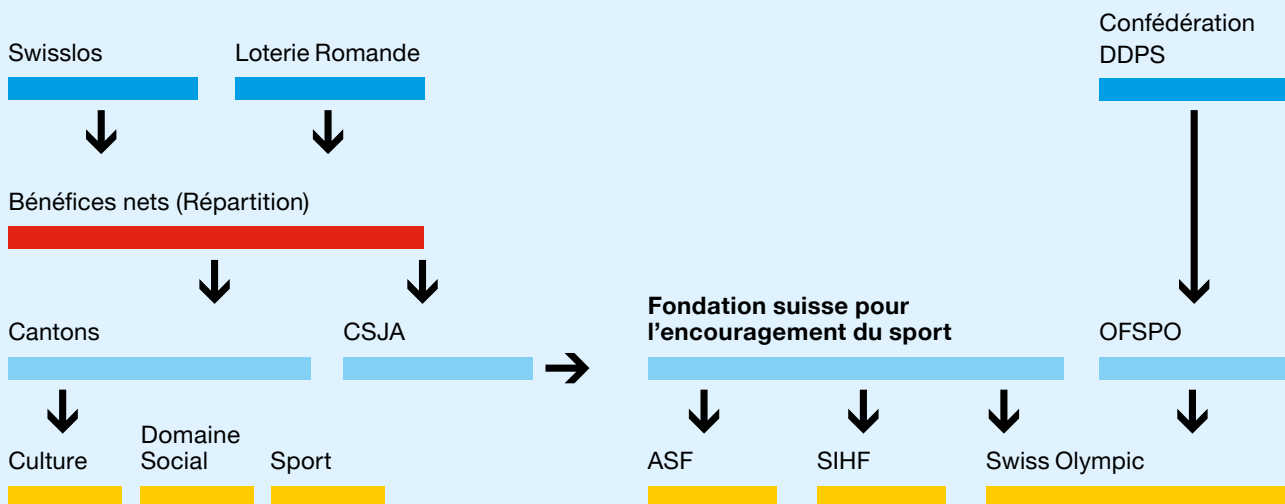 Swisslos
Loterie Romande
Confédération
DDPS
Bénéfices nets (Répartition)
Cantons
CSJA
Fondation suisse pour
l’encouragement du sport
OFSPO
Culture
Domaine
Social
Sport
ASF
SIHF
Swiss Olympic